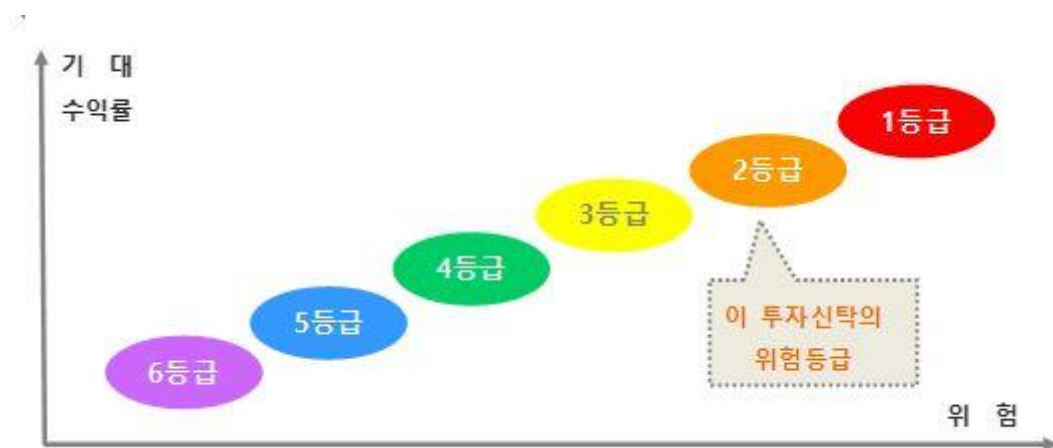 기 대
수익률
1등급
2등급
3등급
4등급
5등급
6등급
이 투자신탁의
위험등급
위 험